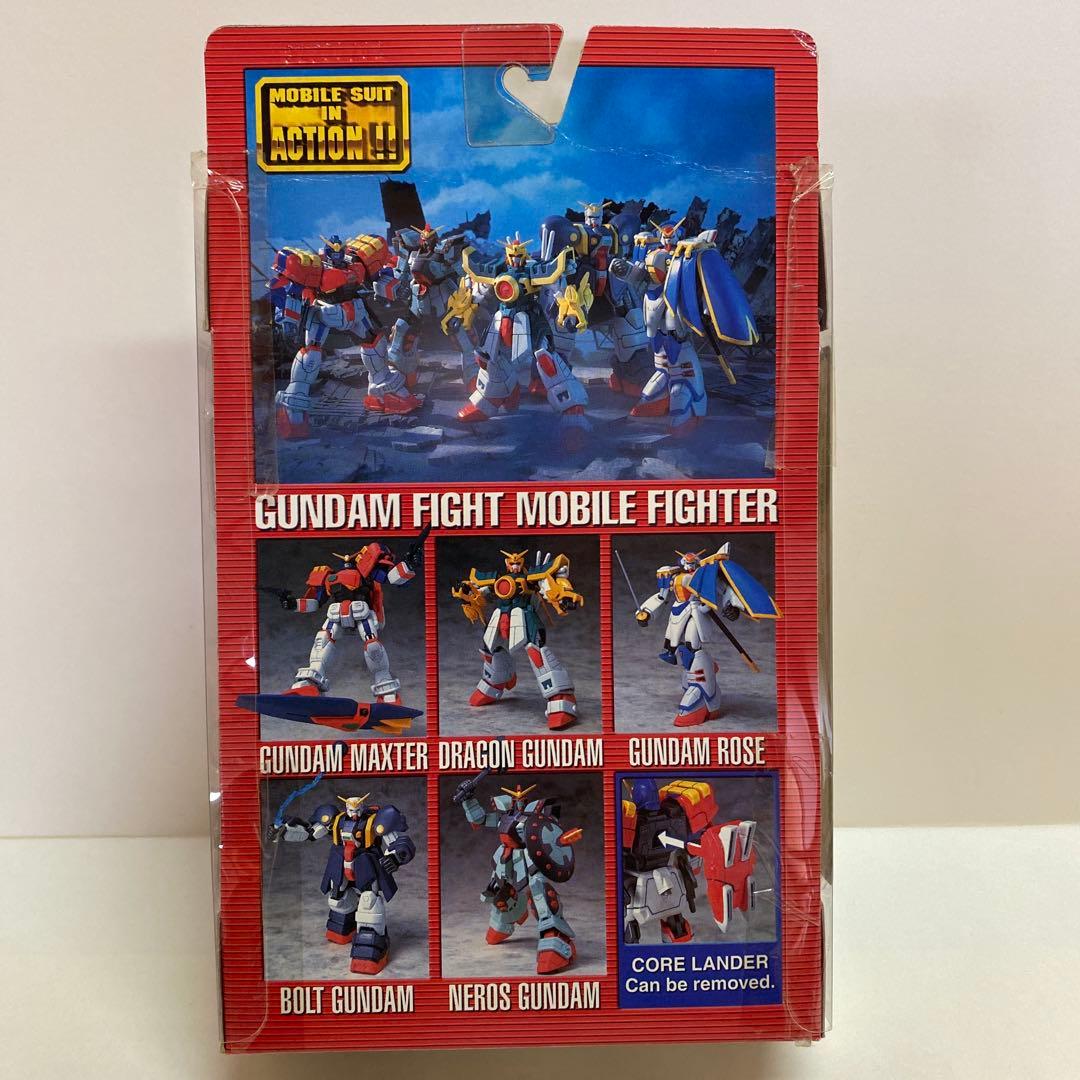 MOBILE SUIT
IN
ACTION !!
GUNDAM FIGHT MOBILE FIGHTER
GUNDAM MAXTER
DRAGON GUNDAM
GUNDAM ROSE
BOLT GUNDAM
NEROS GUNDAM
CORE LANDER
Can be removed.